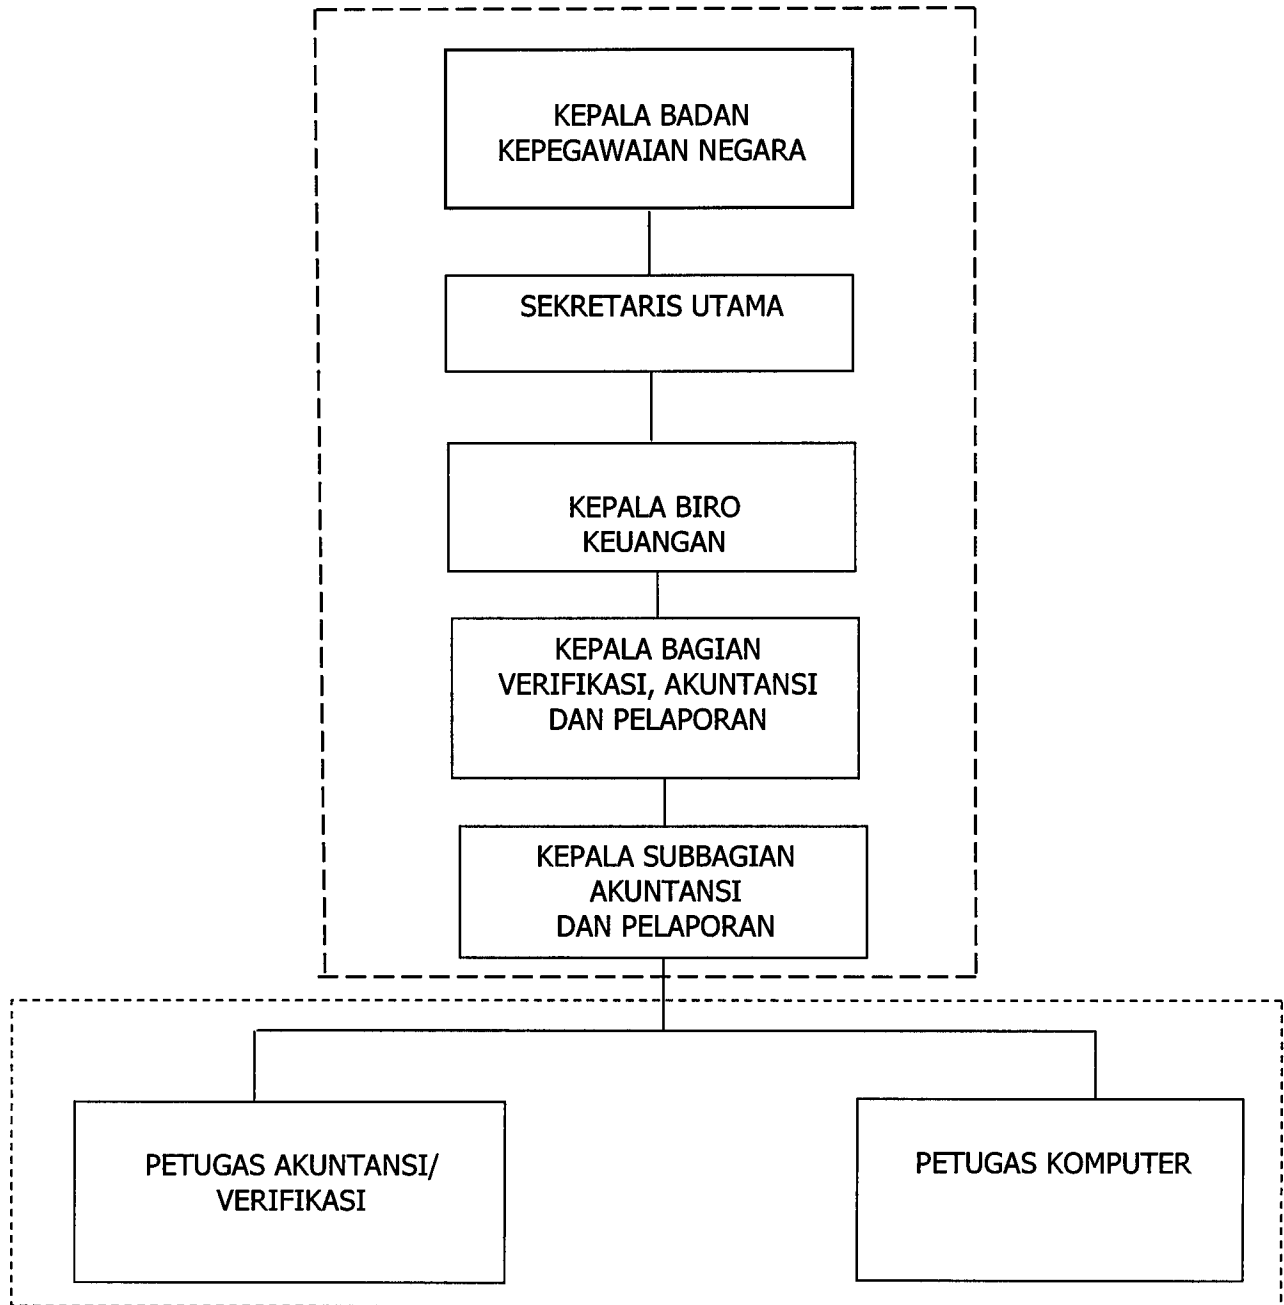 KEPALA BADAN
KEPEGAWAIAN NEGARA
SEKRETARIS UTAMA
KEPALA BIRO
KEUANGAN
KEPALA BAGIAN
VERIFIKASI, AKUNTANSI
DAN PELAPORAN
KEPALA SUBBAGIAN
AKUNTANSI
DAN PELAPORAN
PETUGAS AKUNTANSI/
VERIFIKASI
PETUGAS KOMPUTER